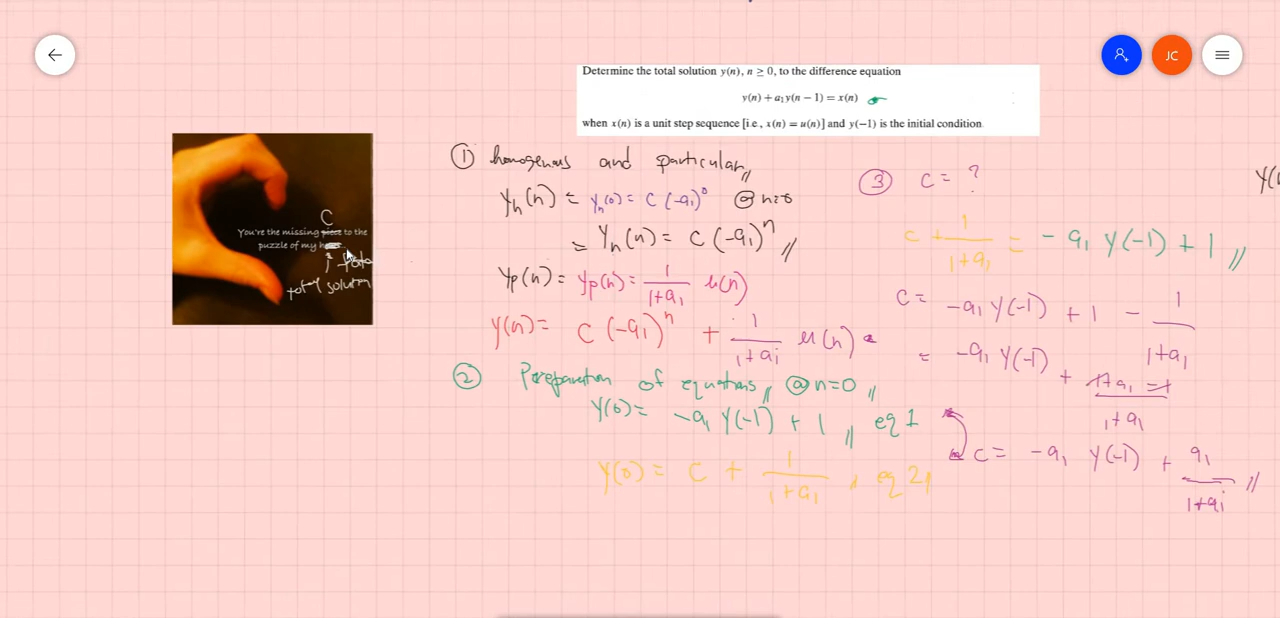 JC
Determine the total solution y(n), n ≥ 0, to the difference equation
y(n) + a₁y(n − 1) = x(n)
when x(n) is a unit step sequence [i.e., x(n) = u(n)] and y(−1) is the initial condition
You're the missing piece to the
puzzle of my
C
total solution
① homogenous and particular,,
yh(n) = yh(0) = C(-a₁)⁰ @ n=0
= yh(n) = C(-a₁)ⁿ //
yp(n) = yp(n) = 1/(1+a₁) u(n)
y(n) = C(-a₁)ⁿ + 1/(1+a₁) u(n)
② Preparation of equations,, @ n=0 ,,
y(0) = -a₁ y(-1) + 1 ,, eq 1
y(0) = C + 1/(1+a₁) ,, eq 2,,
③ C = ?
C + 1/(1+a₁) = -a₁ y(-1) + 1 //
C = -a₁ y(-1) + 1 - 1/(1+a₁)
= -a₁ y(-1) + (1+a₁-1)/(1+a₁)
C = -a₁ y(-1) + a₁/(1+a₁) //